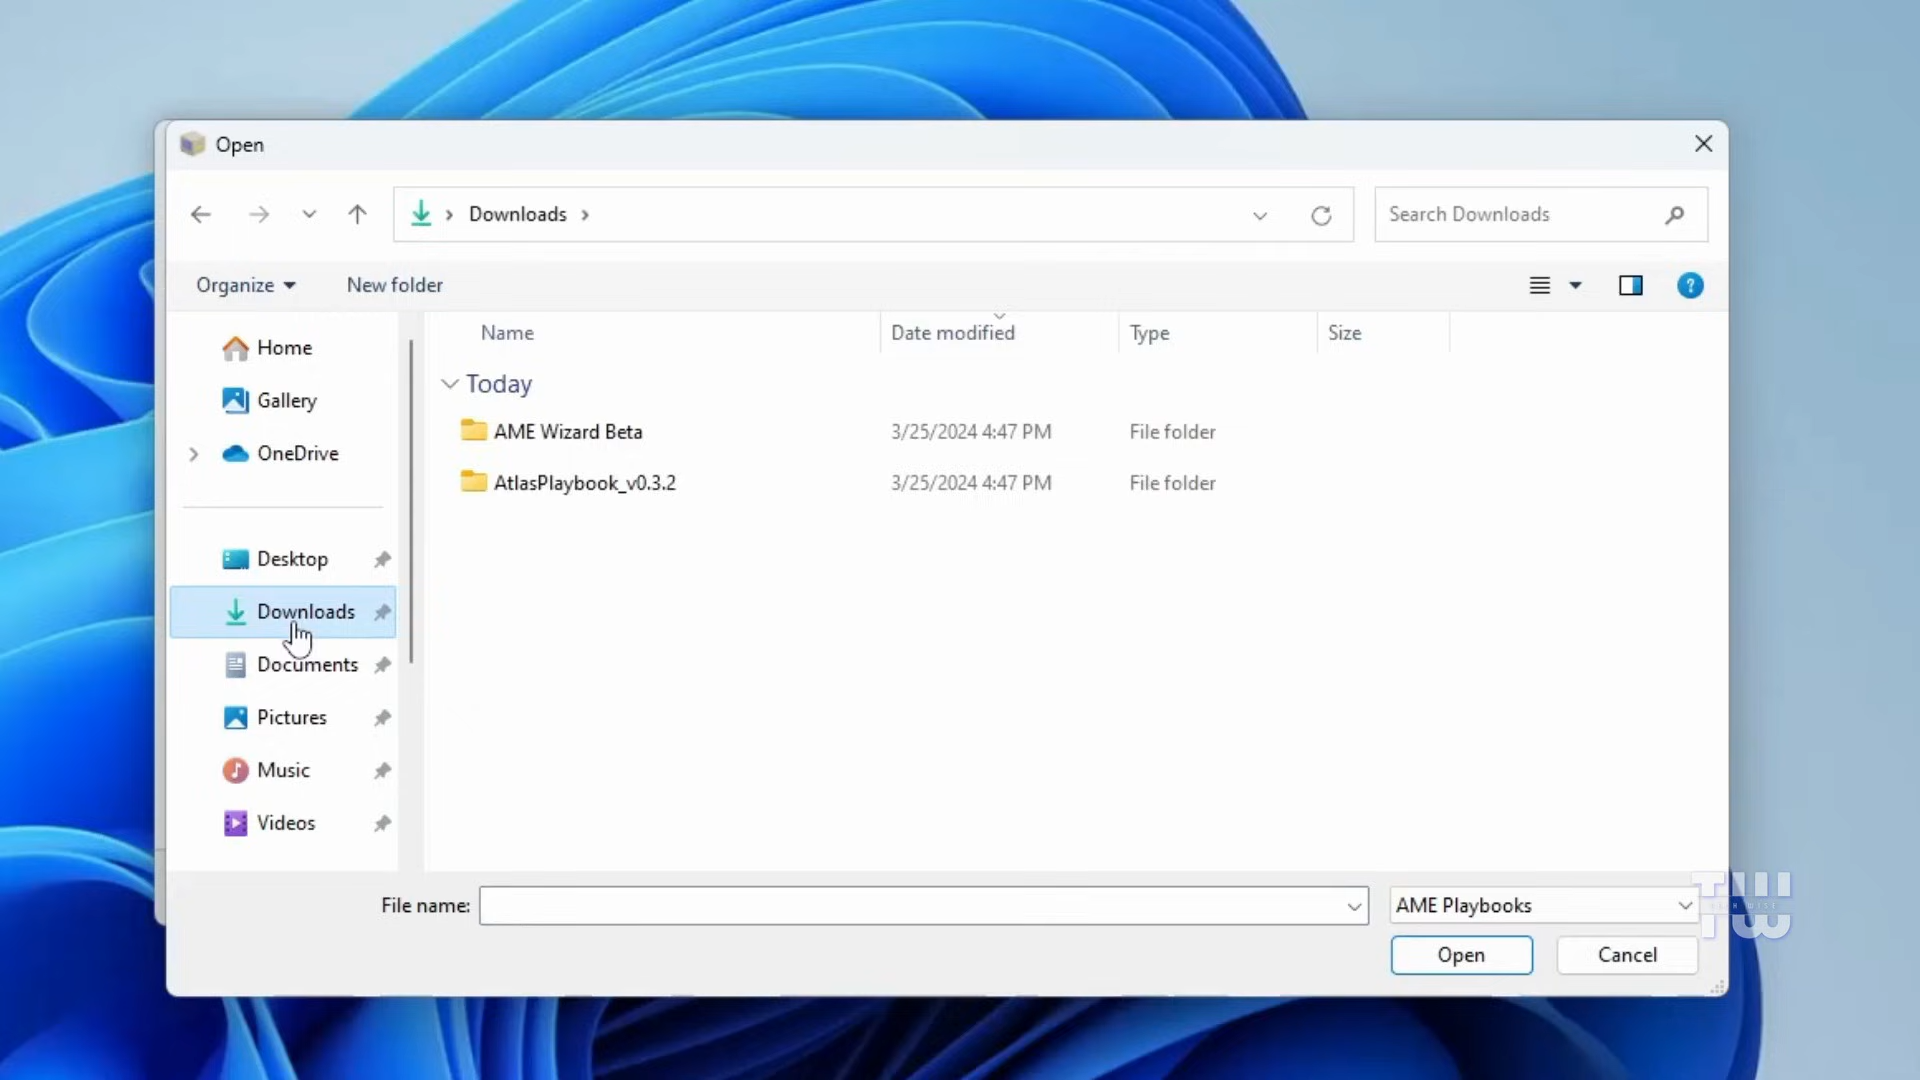 Open
Downloads
Search Downloads
Organize
New folder
Name
Date modified
Type
Size
Home
Gallery
OneDrive
Desktop
Downloads
Documents
Pictures
Music
Videos
Today
AME Wizard Beta
3/25/2024 4:47 PM
File folder
AtlasPlaybook_v0.3.2
3/25/2024 4:47 PM
File folder
File name:
AME Playbooks
TW
Open
Cancel